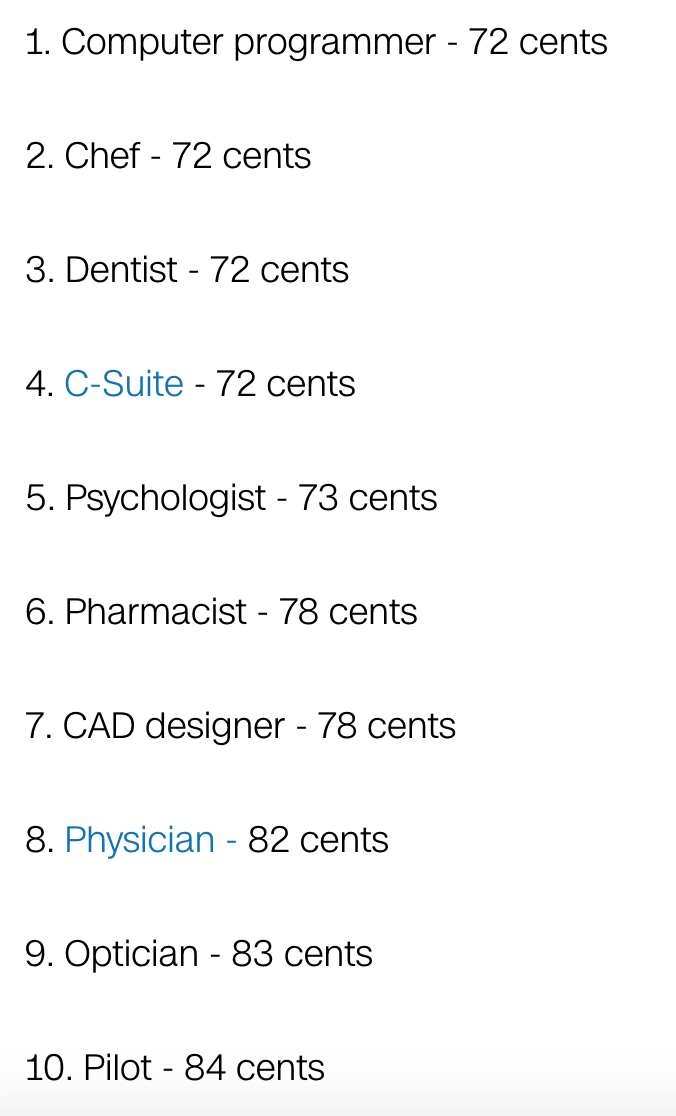 1. Computer programmer - 72 cents
2. Chef - 72 cents
3. Dentist - 72 cents
4. C-Suite - 72 cents
5. Psychologist - 73 cents
6. Pharmacist - 78 cents
7. CAD designer - 78 cents
8. Physician - 82 cents
9. Optician - 83 cents
10. Pilot - 84 cents